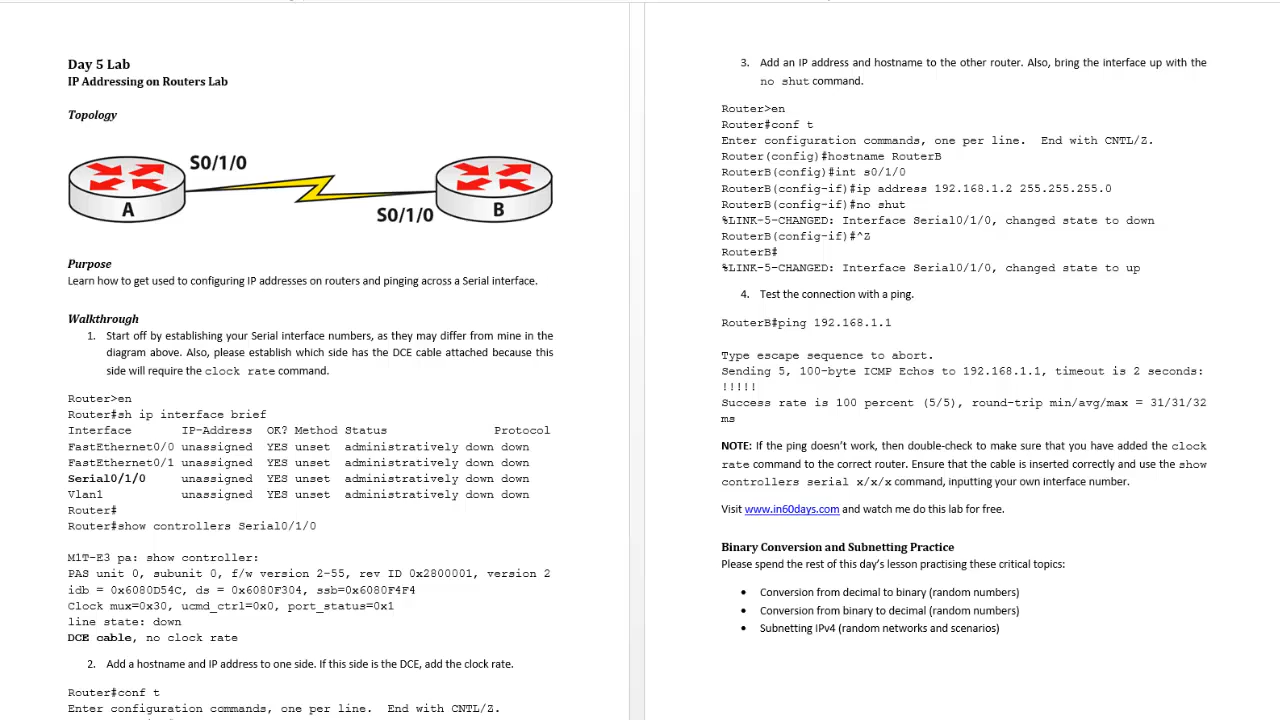 Day 5 Lab
IP Addressing on Routers Lab
Topology
S0/1/0
A
S0/1/0
B
Purpose
Learn how to get used to configuring IP addresses on routers and pinging across a Serial interface.
Walkthrough
1. Start off by establishing your Serial interface numbers, as they may differ from mine in the
diagram above. Also, please establish which side has the DCE cable attached because this
side will require the clock rate command.
Router>en
Router#sh ip interface brief
Interface IP-Address OK? Method Status Protocol
FastEthernet0/0 unassigned YES unset administratively down down
FastEthernet0/1 unassigned YES unset administratively down down
Serial0/1/0 unassigned YES unset administratively down down
Vlan1 unassigned YES unset administratively down down
Router#
Router#show controllers Serial0/1/0
M1T-E3 pa: show controller:
PAS unit 0, subunit 0, f/w version 2-55, rev ID 0x2800001, version 2
idb = 0x6080D54C, ds = 0x6080F304, ssb=0x6080F4F4
Clock mux=0x30, ucmd_ctrl=0x0, port_status=0x1
line state: down
DCE cable, no clock rate
2. Add a hostname and IP address to one side. If this side is the DCE, add the clock rate.
Router#conf t
Enter configuration commands, one per line. End with CNTL/Z.
3. Add an IP address and hostname to the other router. Also, bring the interface up with the
no shut command.
Router>en
Router#conf t
Enter configuration commands, one per line. End with CNTL/Z.
Router(config)#hostname RouterB
RouterB(config)#int s0/1/0
RouterB(config-if)#ip address 192.168.1.2 255.255.255.0
RouterB(config-if)#no shut
%LINK-5-CHANGED: Interface Serial0/1/0, changed state to down
RouterB(config-if)#^Z
RouterB#
%LINK-5-CHANGED: Interface Serial0/1/0, changed state to up
4. Test the connection with a ping.
RouterB#ping 192.168.1.1
Type escape sequence to abort.
Sending 5, 100-byte ICMP Echos to 192.168.1.1, timeout is 2 seconds:
!!!!!
Success rate is 100 percent (5/5), round-trip min/avg/max = 31/31/32
ms
NOTE: If the ping doesn't work, then double-check to make sure that you have added the clock
rate command to the correct router. Ensure that the cable is inserted correctly and use the show
controllers serial x/x/x command, inputting your own interface number.
Visit www.in60days.com and watch me do this lab for free.
Binary Conversion and Subnetting Practice
Please spend the rest of this day's lesson practising these critical topics:
• Conversion from decimal to binary (random numbers)
• Conversion from binary to decimal (random numbers)
• Subnetting IPv4 (random networks and scenarios)